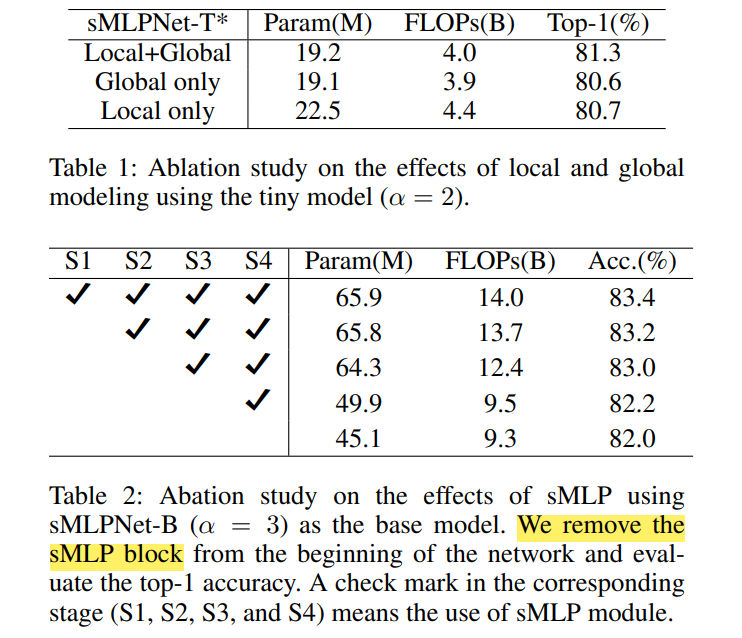 sMLPNet-T* Param(M) FLOPs(B) Top-1(%)
Local+Global 19.2 4.0 81.3
Global only 19.1 3.9 80.6
Local only 22.5 4.4 80.7
Table 1: Ablation study on the effects of local and global
modeling using the tiny model (α = 2).
S1 S2 S3 S4 Param(M) FLOPs(B) Acc.(%)
✓ ✓ ✓ ✓ 65.9 14.0 83.4
✓ ✓ ✓ 65.8 13.7 83.2
✓ ✓ 64.3 12.4 83.0
✓ 49.9 9.5 82.2
45.1 9.3 82.0
Table 2: Abation study on the effects of sMLP using
sMLPNet-B (α = 3) as the base model. We remove the
sMLP block from the beginning of the network and eval-
uate the top-1 accuracy. A check mark in the corresponding
stage (S1, S2, S3, and S4) means the use of sMLP module.